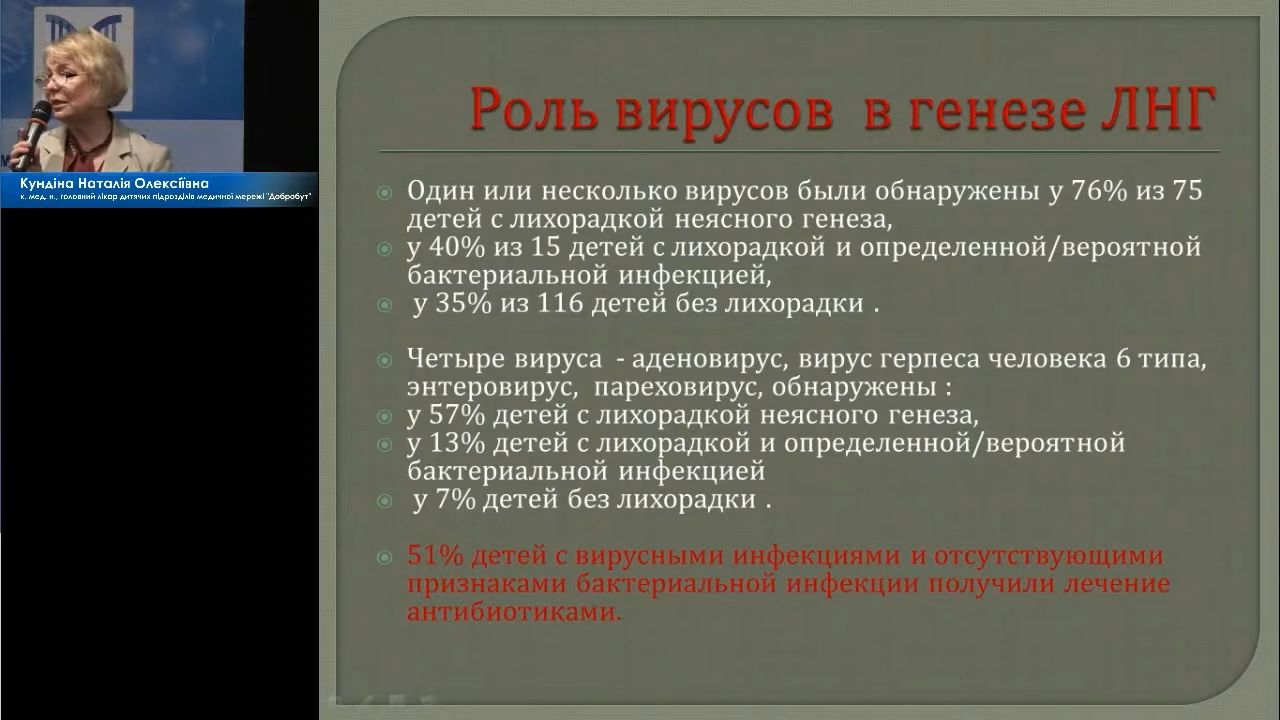 Кундіна Наталія Олексіївна
к. мед. н., головний лікар дитячих підрозділів медичної мережі "Добробут"
Роль вирусов в генезе ЛНГ
Один или несколько вирусов были обнаружены у 76% из 75
детей с лихорадкой неясного генеза,
у 40% из 15 детей с лихорадкой и определенной/вероятной
бактериальной инфекцией,
у 35% из 116 детей без лихорадки .
Четыре вируса - аденовирус, вирус герпеса человека 6 типа,
энтеровирус, пареховирус, обнаружены :
у 57% детей с лихорадкой неясного генеза,
у 13% детей с лихорадкой и определенной/вероятной
бактериальной инфекцией
у 7% детей без лихорадки .
51% детей с вирусными инфекциями и отсутствующими
признаками бактериальной инфекции получили лечение
антибиотиками.